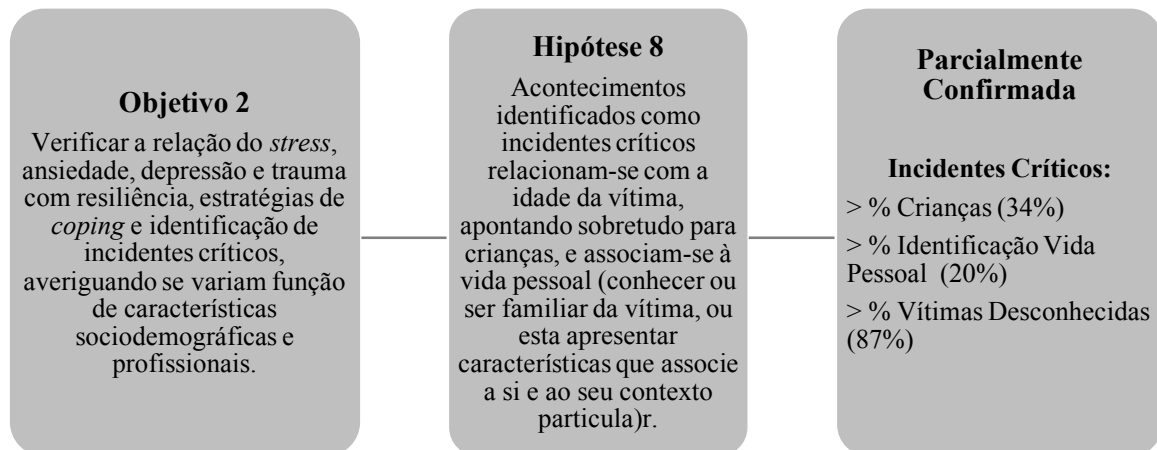 Objetivo 2
Verificar a relação do stress,
ansiedade, depressão e trauma
com resiliência, estratégias de
coping e identificação de
incidentes críticos,
averiguando se variam função
de características
sociodemográficas e
profissionais.
Hipótese 8
Acontecimentos
identificados como
incidentes críticos
relacionam-se com a
idade da vítima,
apontando sobretudo para
crianças, e associam-se à
vida pessoal (conhecer ou
ser familiar da vítima, ou
esta apresentar
características que associe
a si e ao seu contexto
particula)r.
Parcialmente
Confirmada
Incidentes Críticos:
> % Crianças (34%)
> % Identificação Vida
Pessoal (20%)
> % Vítimas Desconhecidas
(87%)